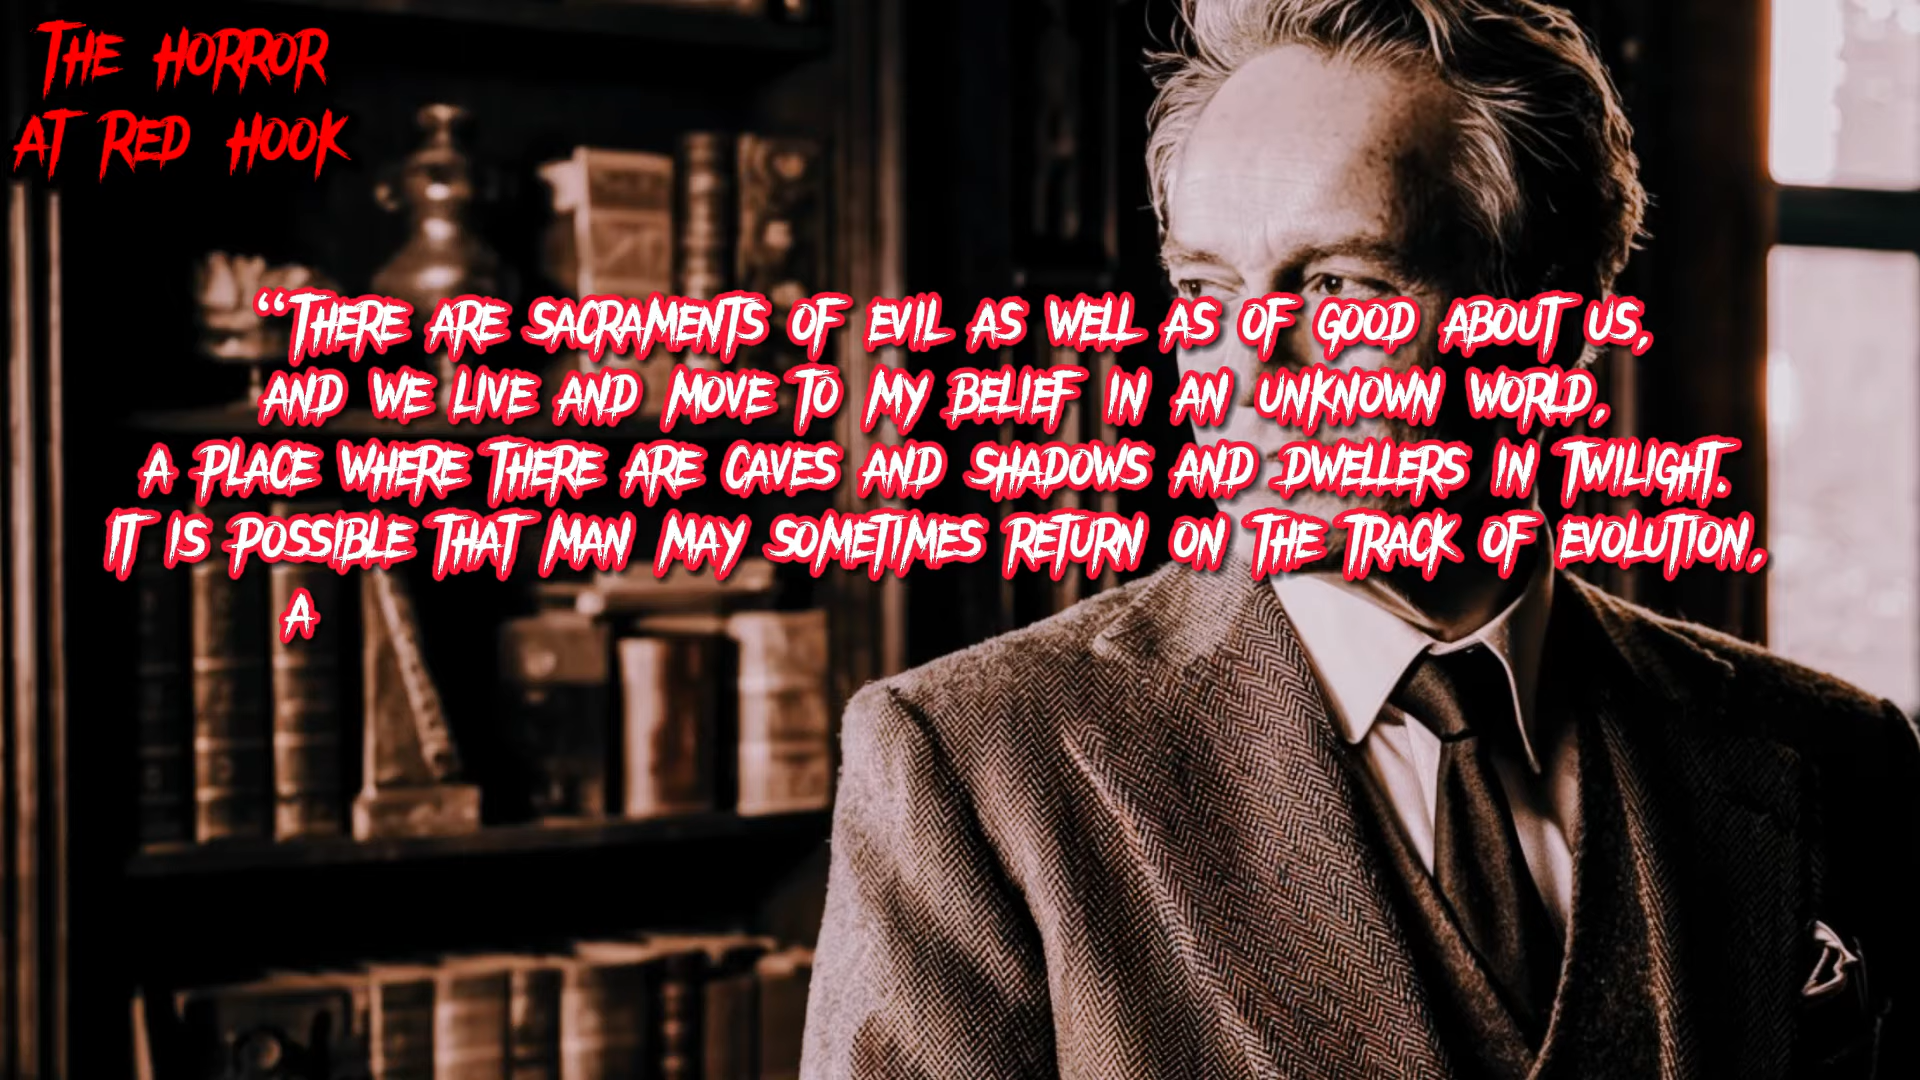 The Horror
at Red Hook
“There are sacraments of evil as well as of good about us,
and we live and move to my belief in an unknown world,
a place where there are caves and shadows and dwellers in twilight.
It is possible that man may sometimes return on the track of evolution,
a